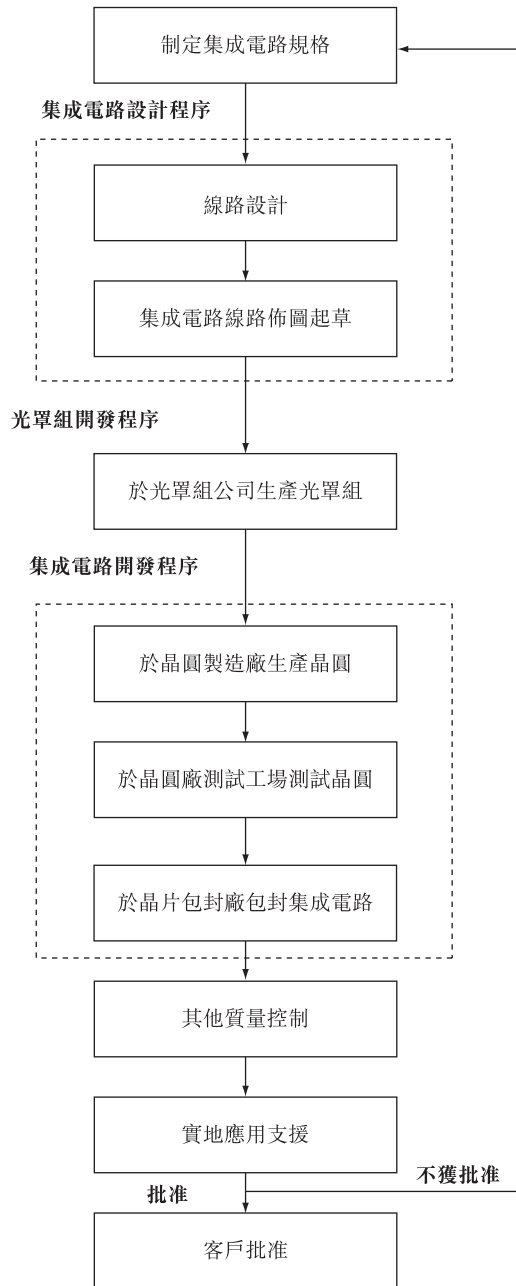 制定集成電路規格
集成電路設計程序
線路設計
集成電路線路佈圖起草
光罩組開發程序
於光罩組公司生產光罩組
集成電路開發程序
於晶圓製造廠生產晶圓
於晶圓廠測試工場測試晶圓
於晶片包封廠包封集成電路
其他質量控制
實地應用支援
不獲批准
批准
客戶批准